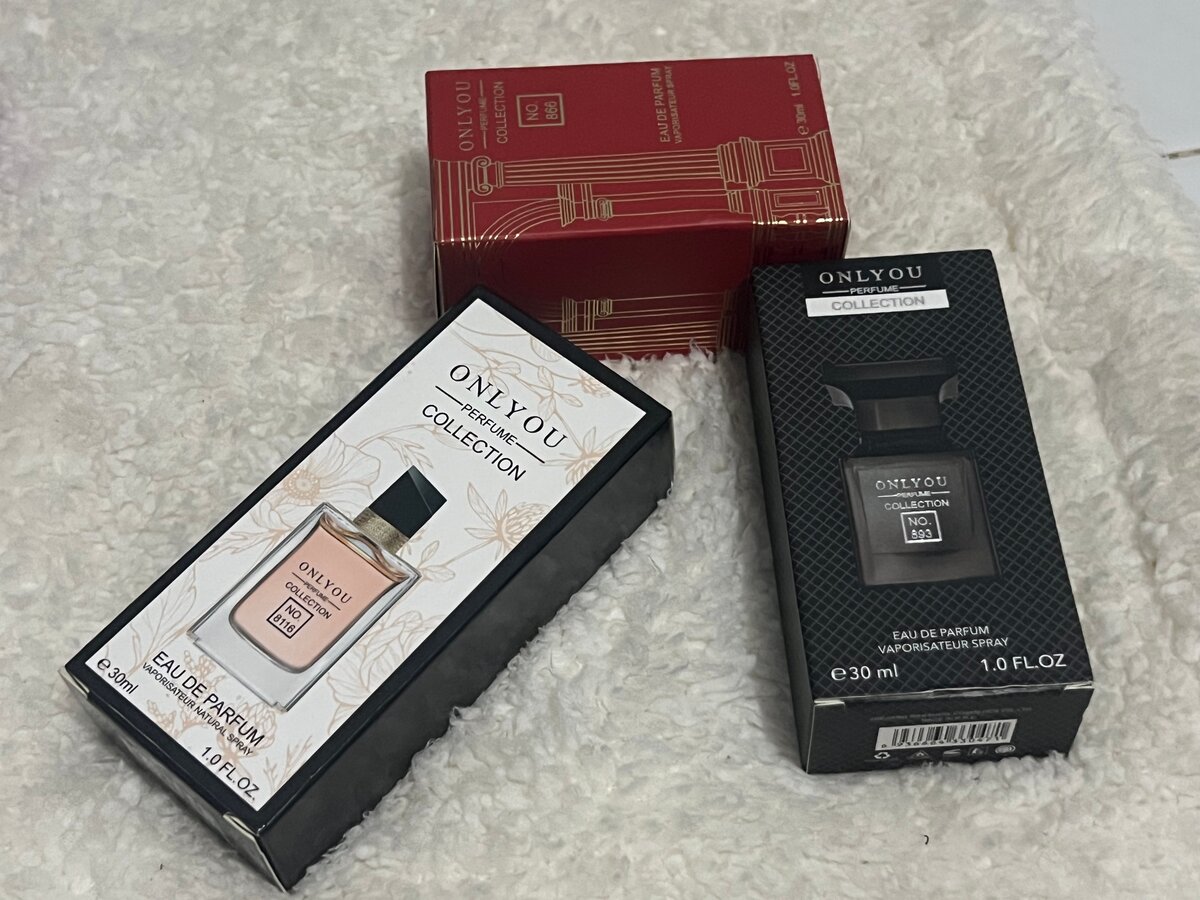 ONLYOU
PERFUME
COLLECTION
NO.
866
EAU DE PARFUM
VAPORISATEUR SPRAY
e 30ml 1.0FL.OZ
ONLYOU
PERFUME
COLLECTION
ONLYOU
PERFUME
COLLECTION
NO.
8116
EAU DE PARFUM
VAPORISATEUR NATURAL SPRAY
e 30ml
1.0 FL.OZ.
ONLYOU
PERFUME
COLLECTION
ONLYOU
PERFUME
COLLECTION
NO.
893
EAU DE PARFUM
VAPORISATEUR SPRAY
e 30 ml 1.0 FL.OZ